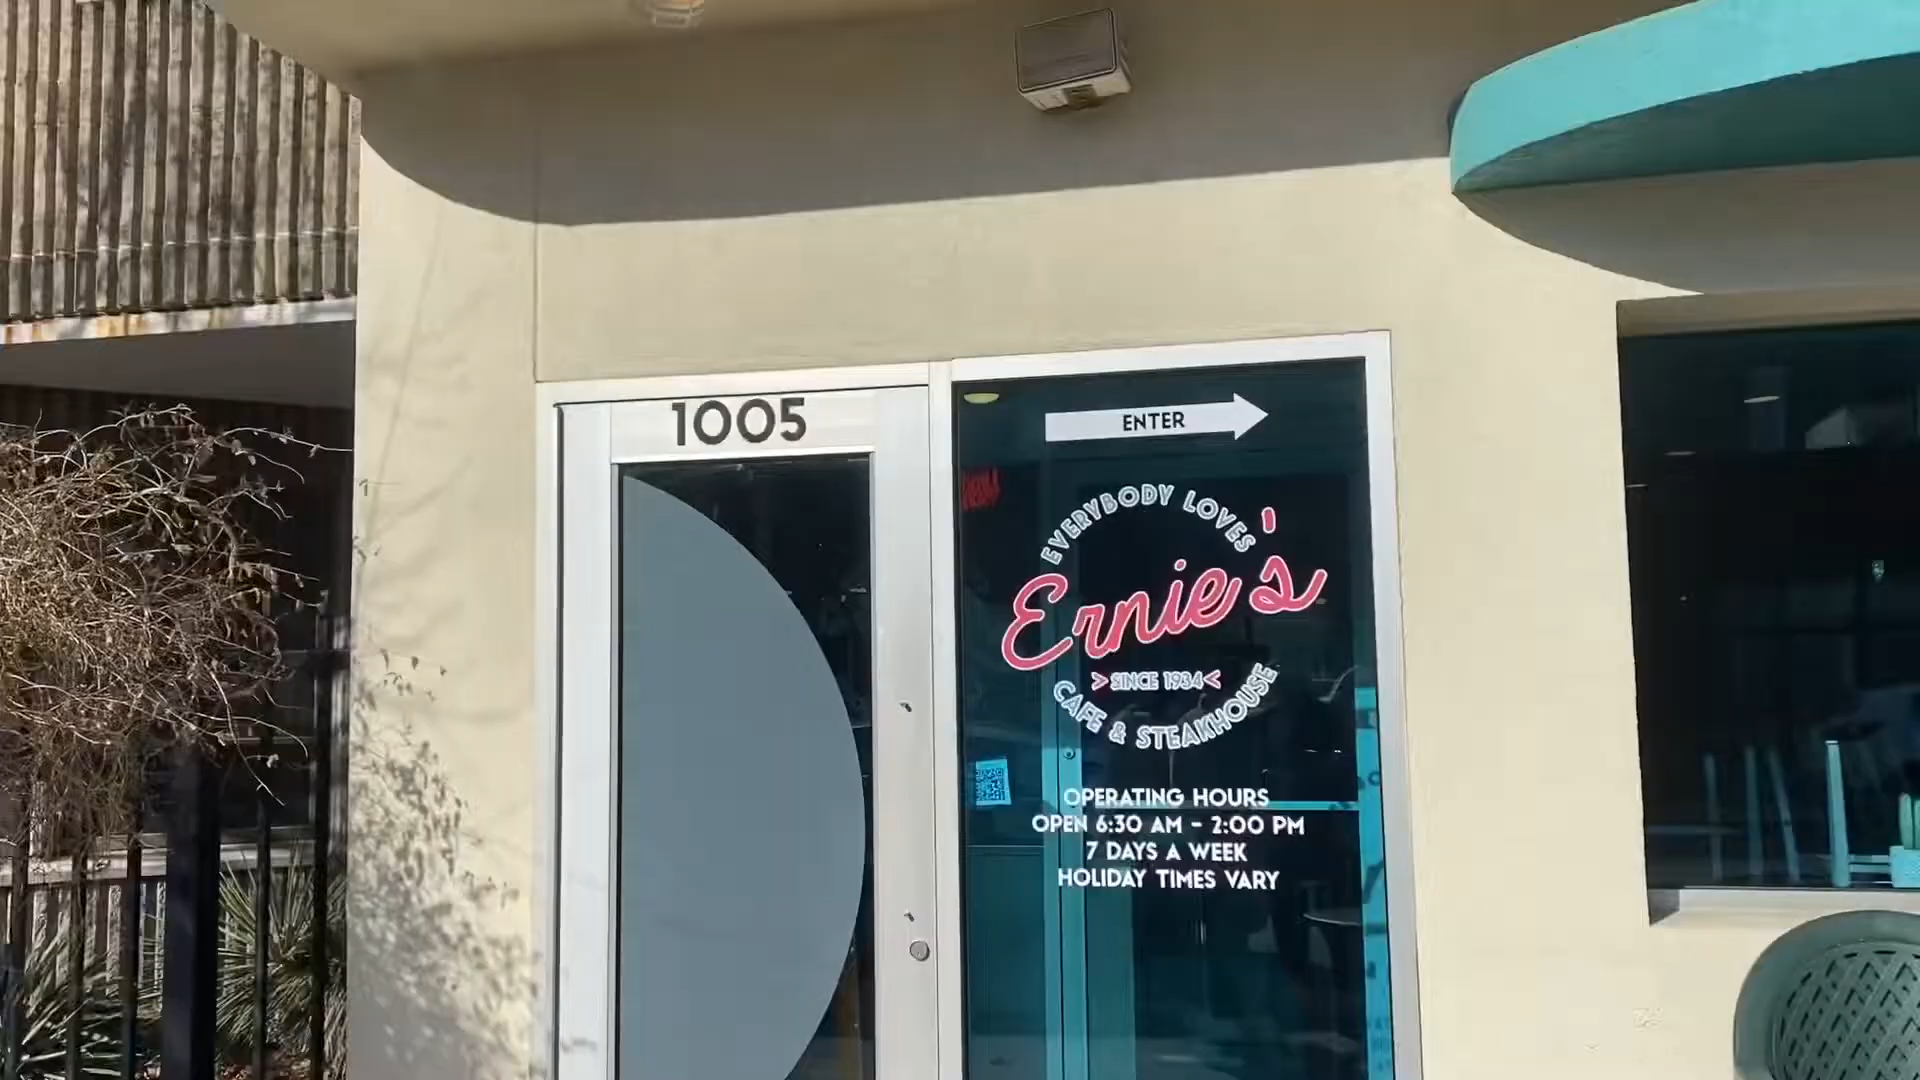 1005
ENTER
EVERYBODY LOVES
Ernie's
>SINCE 1934<
CAFE & STEAKHOUSE
OPERATING HOURS
OPEN 6:30 AM - 2:00 PM
7 DAYS A WEEK
HOLIDAY TIMES VARY